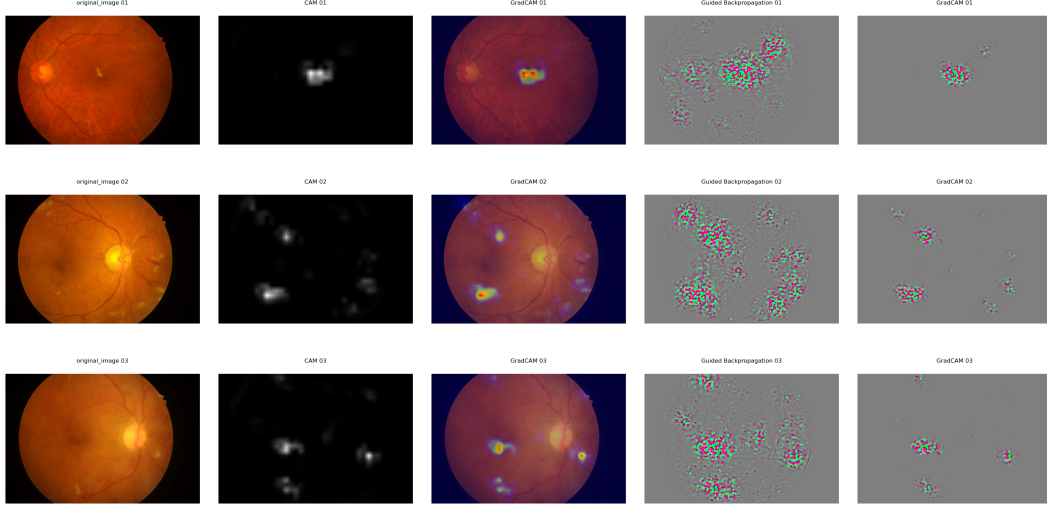 original_image 01
CAM 01
GradCAM 01
Guided Backpropagation 01
GradCAM 01
original_image 02
CAM 02
GradCAM 02
Guided Backpropagation 02
GradCAM 02
original_image 03
CAM 03
GradCAM 03
Guided Backpropagation 03
GradCAM 03